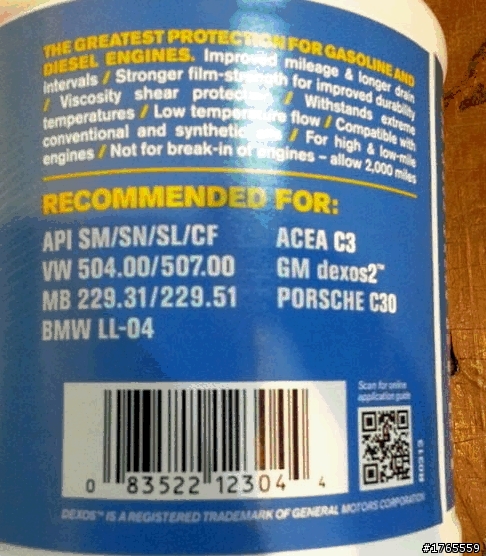 THE GREATEST PROTECTION FOR GASOLINE AND
DIESEL ENGINES. Improved mileage & longer drain
intervals / Stronger film-strength for improved durability
/ Viscosity shear protection / Withstands extreme
temperatures / Low temperature flow / Compatible with
conventional and synthetic / For high & low-mile
engines / Not for break-in of engines – allow 2,000 miles
RECOMMENDED FOR:
API SM/SN/SL/CF
VW 504.00/507.00
MB 229.31/229.51
BMW LL-04
ACEA C3
GM dexos2™
PORSCHE C30
Scan for online
application guide
R0313
0 83522 12304 4
DEXOS™ IS A REGISTERED TRADEMARK OF GENERAL MOTORS CORPORATION
#1765559